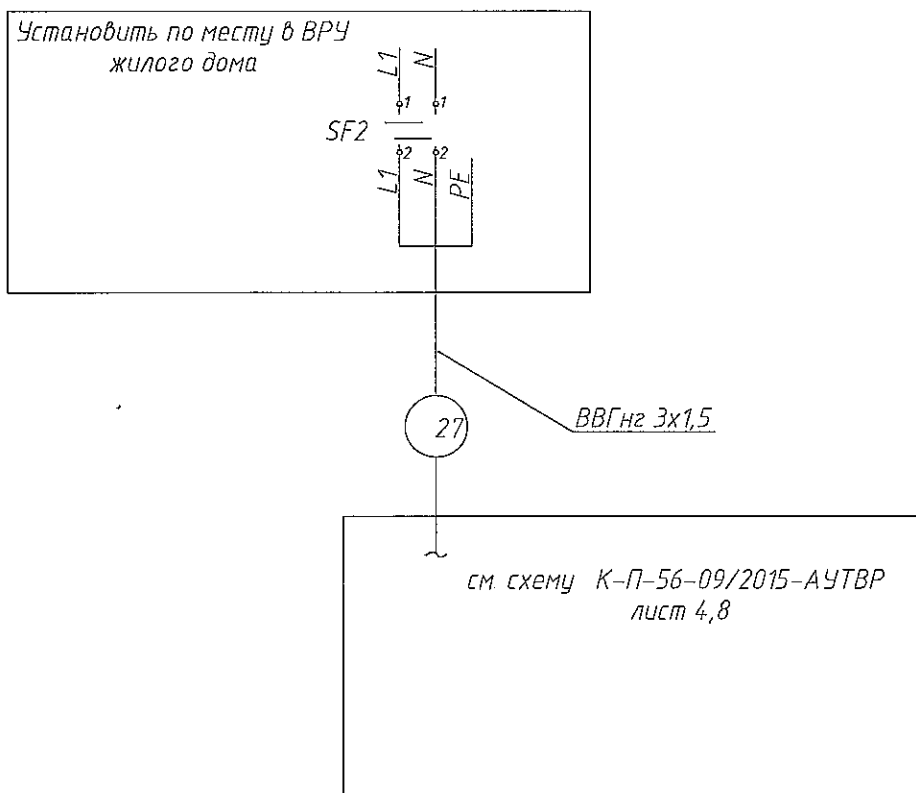 Установить по месту в ВРУ
жилого дома
L1 N
1 1
SF2
2 2
L1 N PE
27
ВВГнг 3х1,5
см. схему К-П-56-09/2015-АУТВР
лист 4,8